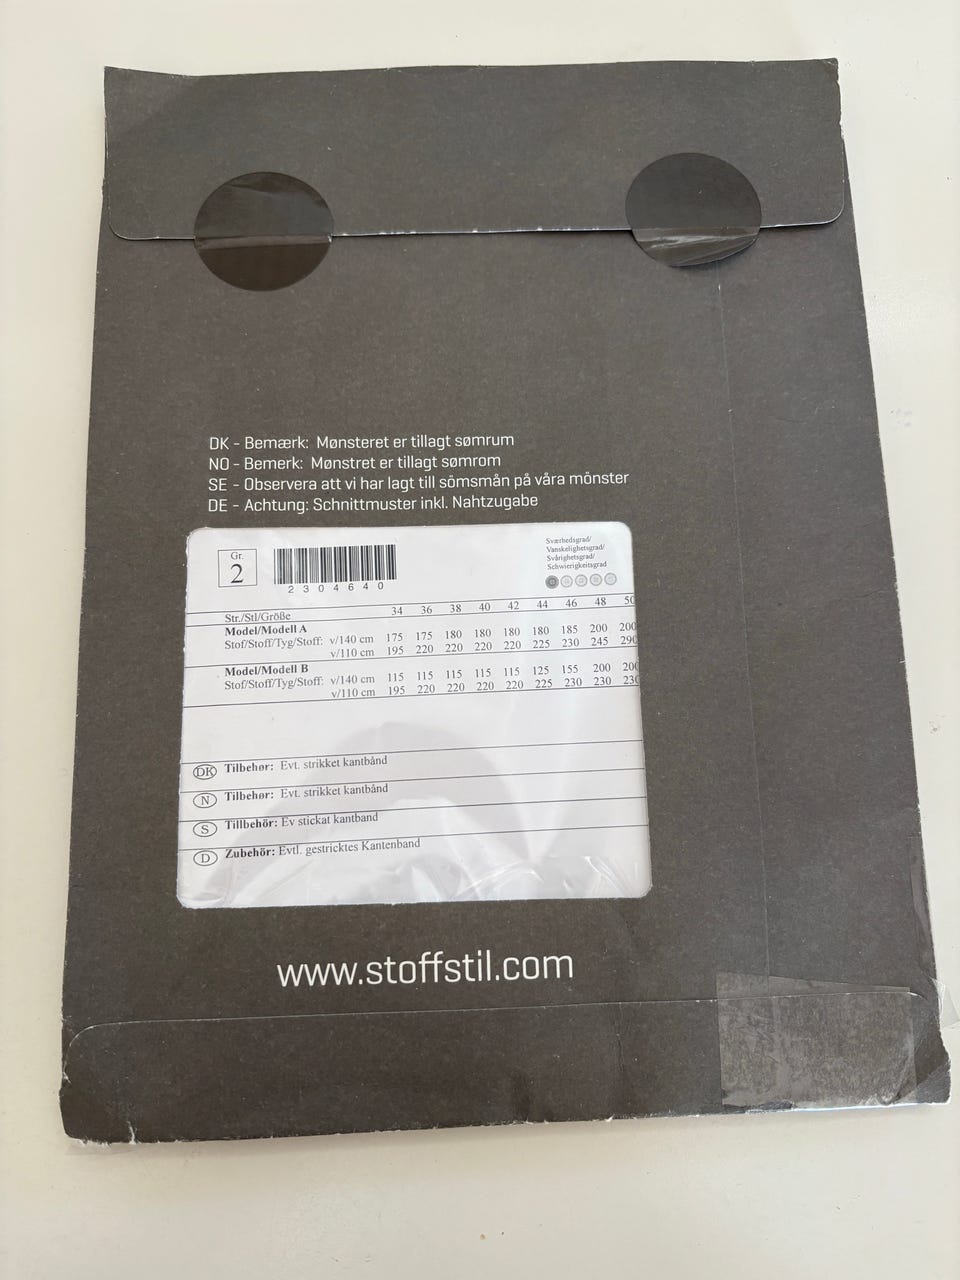 DK - Bemærk: Mønsteret er tillagt sømrum
NO - Bemerk: Mønstret er tillagt sømrom
SE - Observera att vi har lagt till sömsmån på våra mönster
DE - Achtung: Schnittmuster inkl. Nahtzugabe
Gr.
2
2304640
Sværhedsgrad/
Vanskelighetsgrad/
Svårighetsgrad/
Schwierigkeitsgrad
Str./Stl/Größe 34 36 38 40 42 44 46 48 50
Model/Modell A
Stof/Stoff/Tyg/Stoff: v/140 cm 175 175 180 180 180 180 185 200 200
v/110 cm 195 220 220 220 220 225 230 245 290
Model/Modell B
Stof/Stoff/Tyg/Stoff: v/140 cm 115 115 115 115 115 125 155 200 200
v/110 cm 195 220 220 220 220 225 230 230 230
DK Tilbehør: Evt. strikket kantbånd
N Tilbehør: Evt. strikket kantbånd
S Tillbehör: Ev stickat kantband
D Zubehör: Evtl. gestricktes Kantenband
www.stoffstil.com